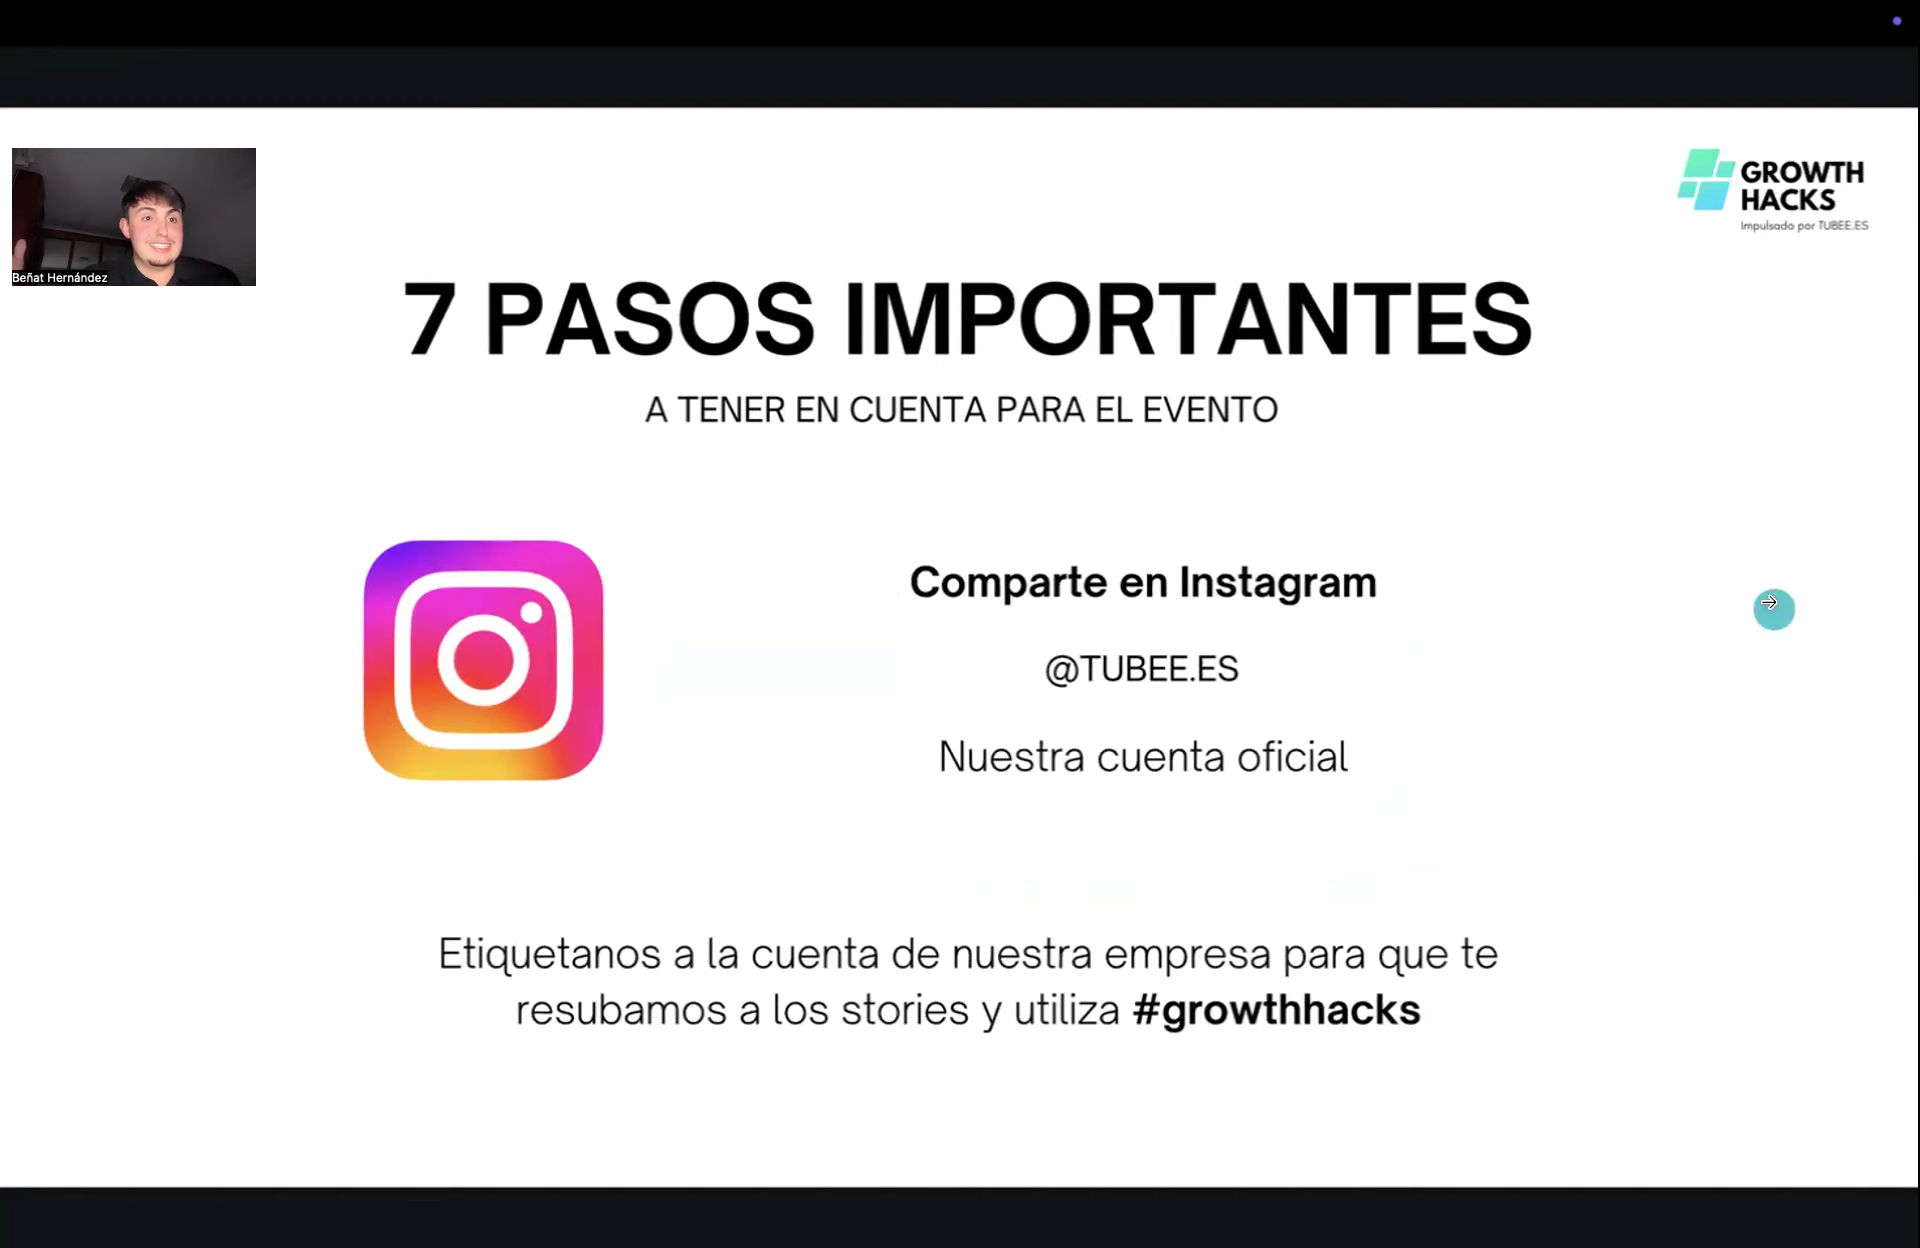 Beñat Hernández
GROWTH
HACKS
Impulsado por TUBEE.ES
7 PASOS IMPORTANTES
A TENER EN CUENTA PARA EL EVENTO
Comparte en Instagram
@TUBEE.ES
Nuestra cuenta oficial
Etiquetanos a la cuenta de nuestra empresa para que te
resubamos a los stories y utiliza #growthhacks